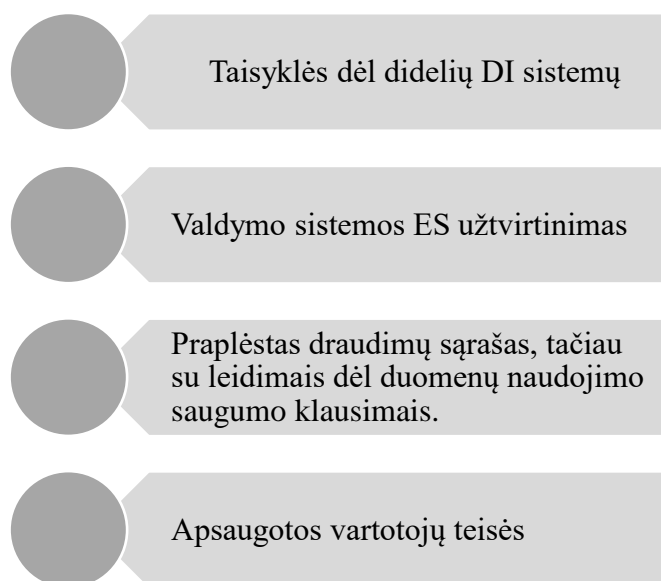 Taisyklės dėl didelių DI sistemų
Valdymo sistemos ES užtvirtinimas
Praplėstas draudimų sąrašas, tačiau
su leidimais dėl duomenų naudojimo
saugumo klausimais.
Apsaugotos vartotojų teisės